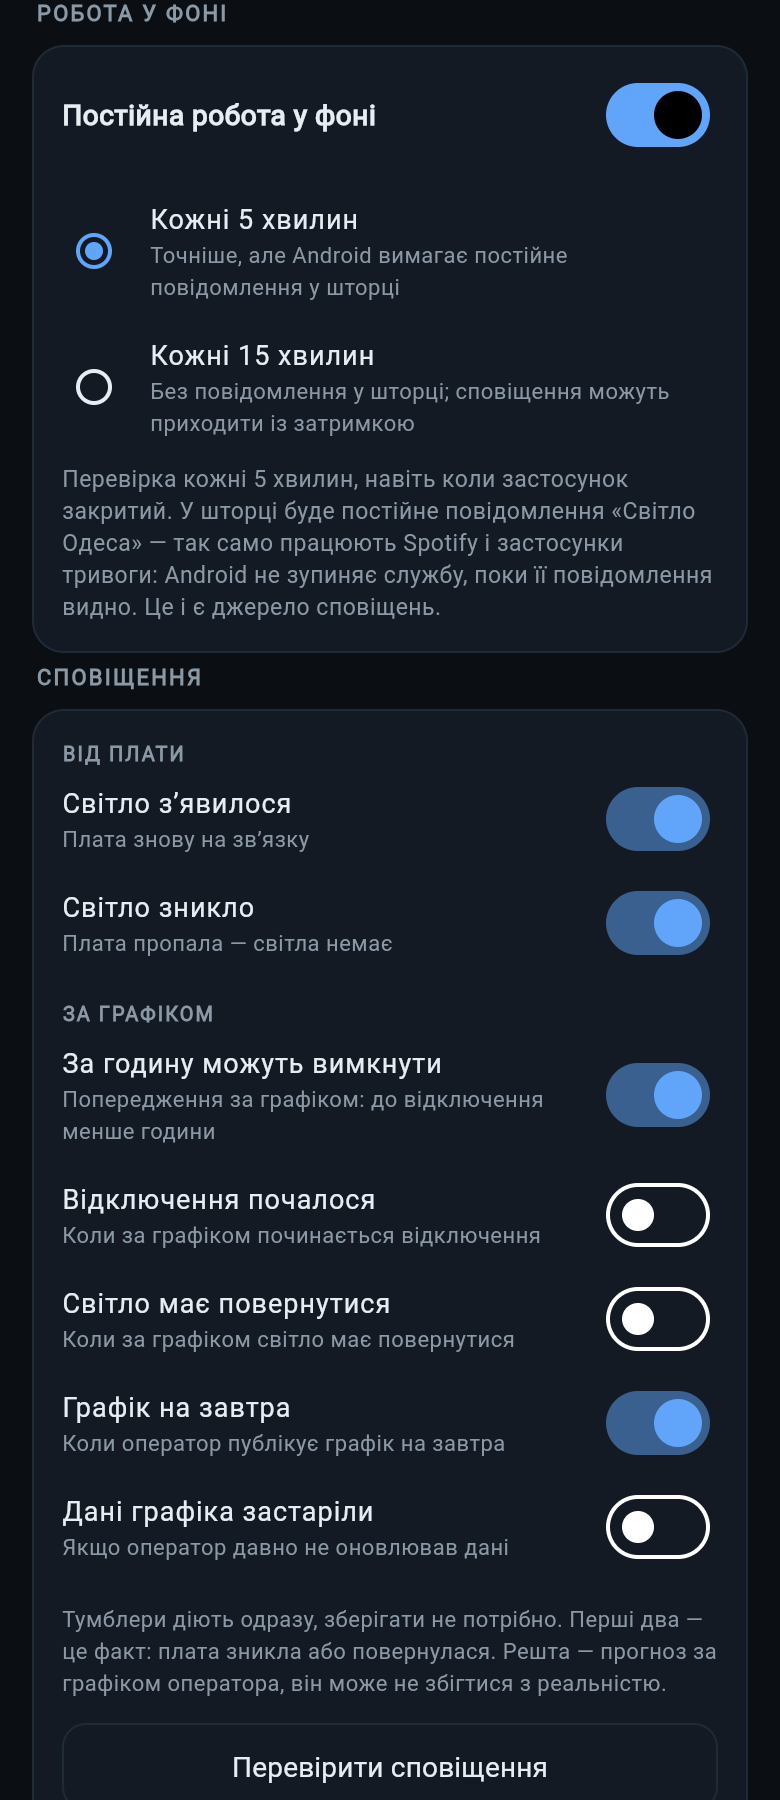 РОБОТА У ФОНІ
Постійна робота у фоні
Кожні 5 хвилин
Точніше, але Android вимагає постійне
повідомлення у шторці
Кожні 15 хвилин
Без повідомлення у шторці; сповіщення можуть
приходити із затримкою
Перевірка кожні 5 хвилин, навіть коли застосунок
закритий. У шторці буде постійне повідомлення «Світло
Одеса» — так само працюють Spotify і застосунки
тривоги: Android не зупиняє службу, поки її повідомлення
видно. Це і є джерело сповіщень.
СПОВІЩЕННЯ
ВІД ПЛАТИ
Світло з’явилося
Плата знову на зв’язку
Світло зникло
Плата пропала — світла немає
ЗА ГРАФІКОМ
За годину можуть вимкнути
Попередження за графіком: до відключення
менше години
Відключення почалося
Коли за графіком починається відключення
Світло має повернутися
Коли за графіком світло має повернутися
Графік на завтра
Коли оператор публікує графік на завтра
Дані графіка застаріли
Якщо оператор давно не оновлював дані
Тумблери діють одразу, зберігати не потрібно. Перші два —
це факт: плата зникла або повернулася. Решта — прогноз за
графіком оператора, він може не збігтися з реальністю.
Перевірити сповіщення